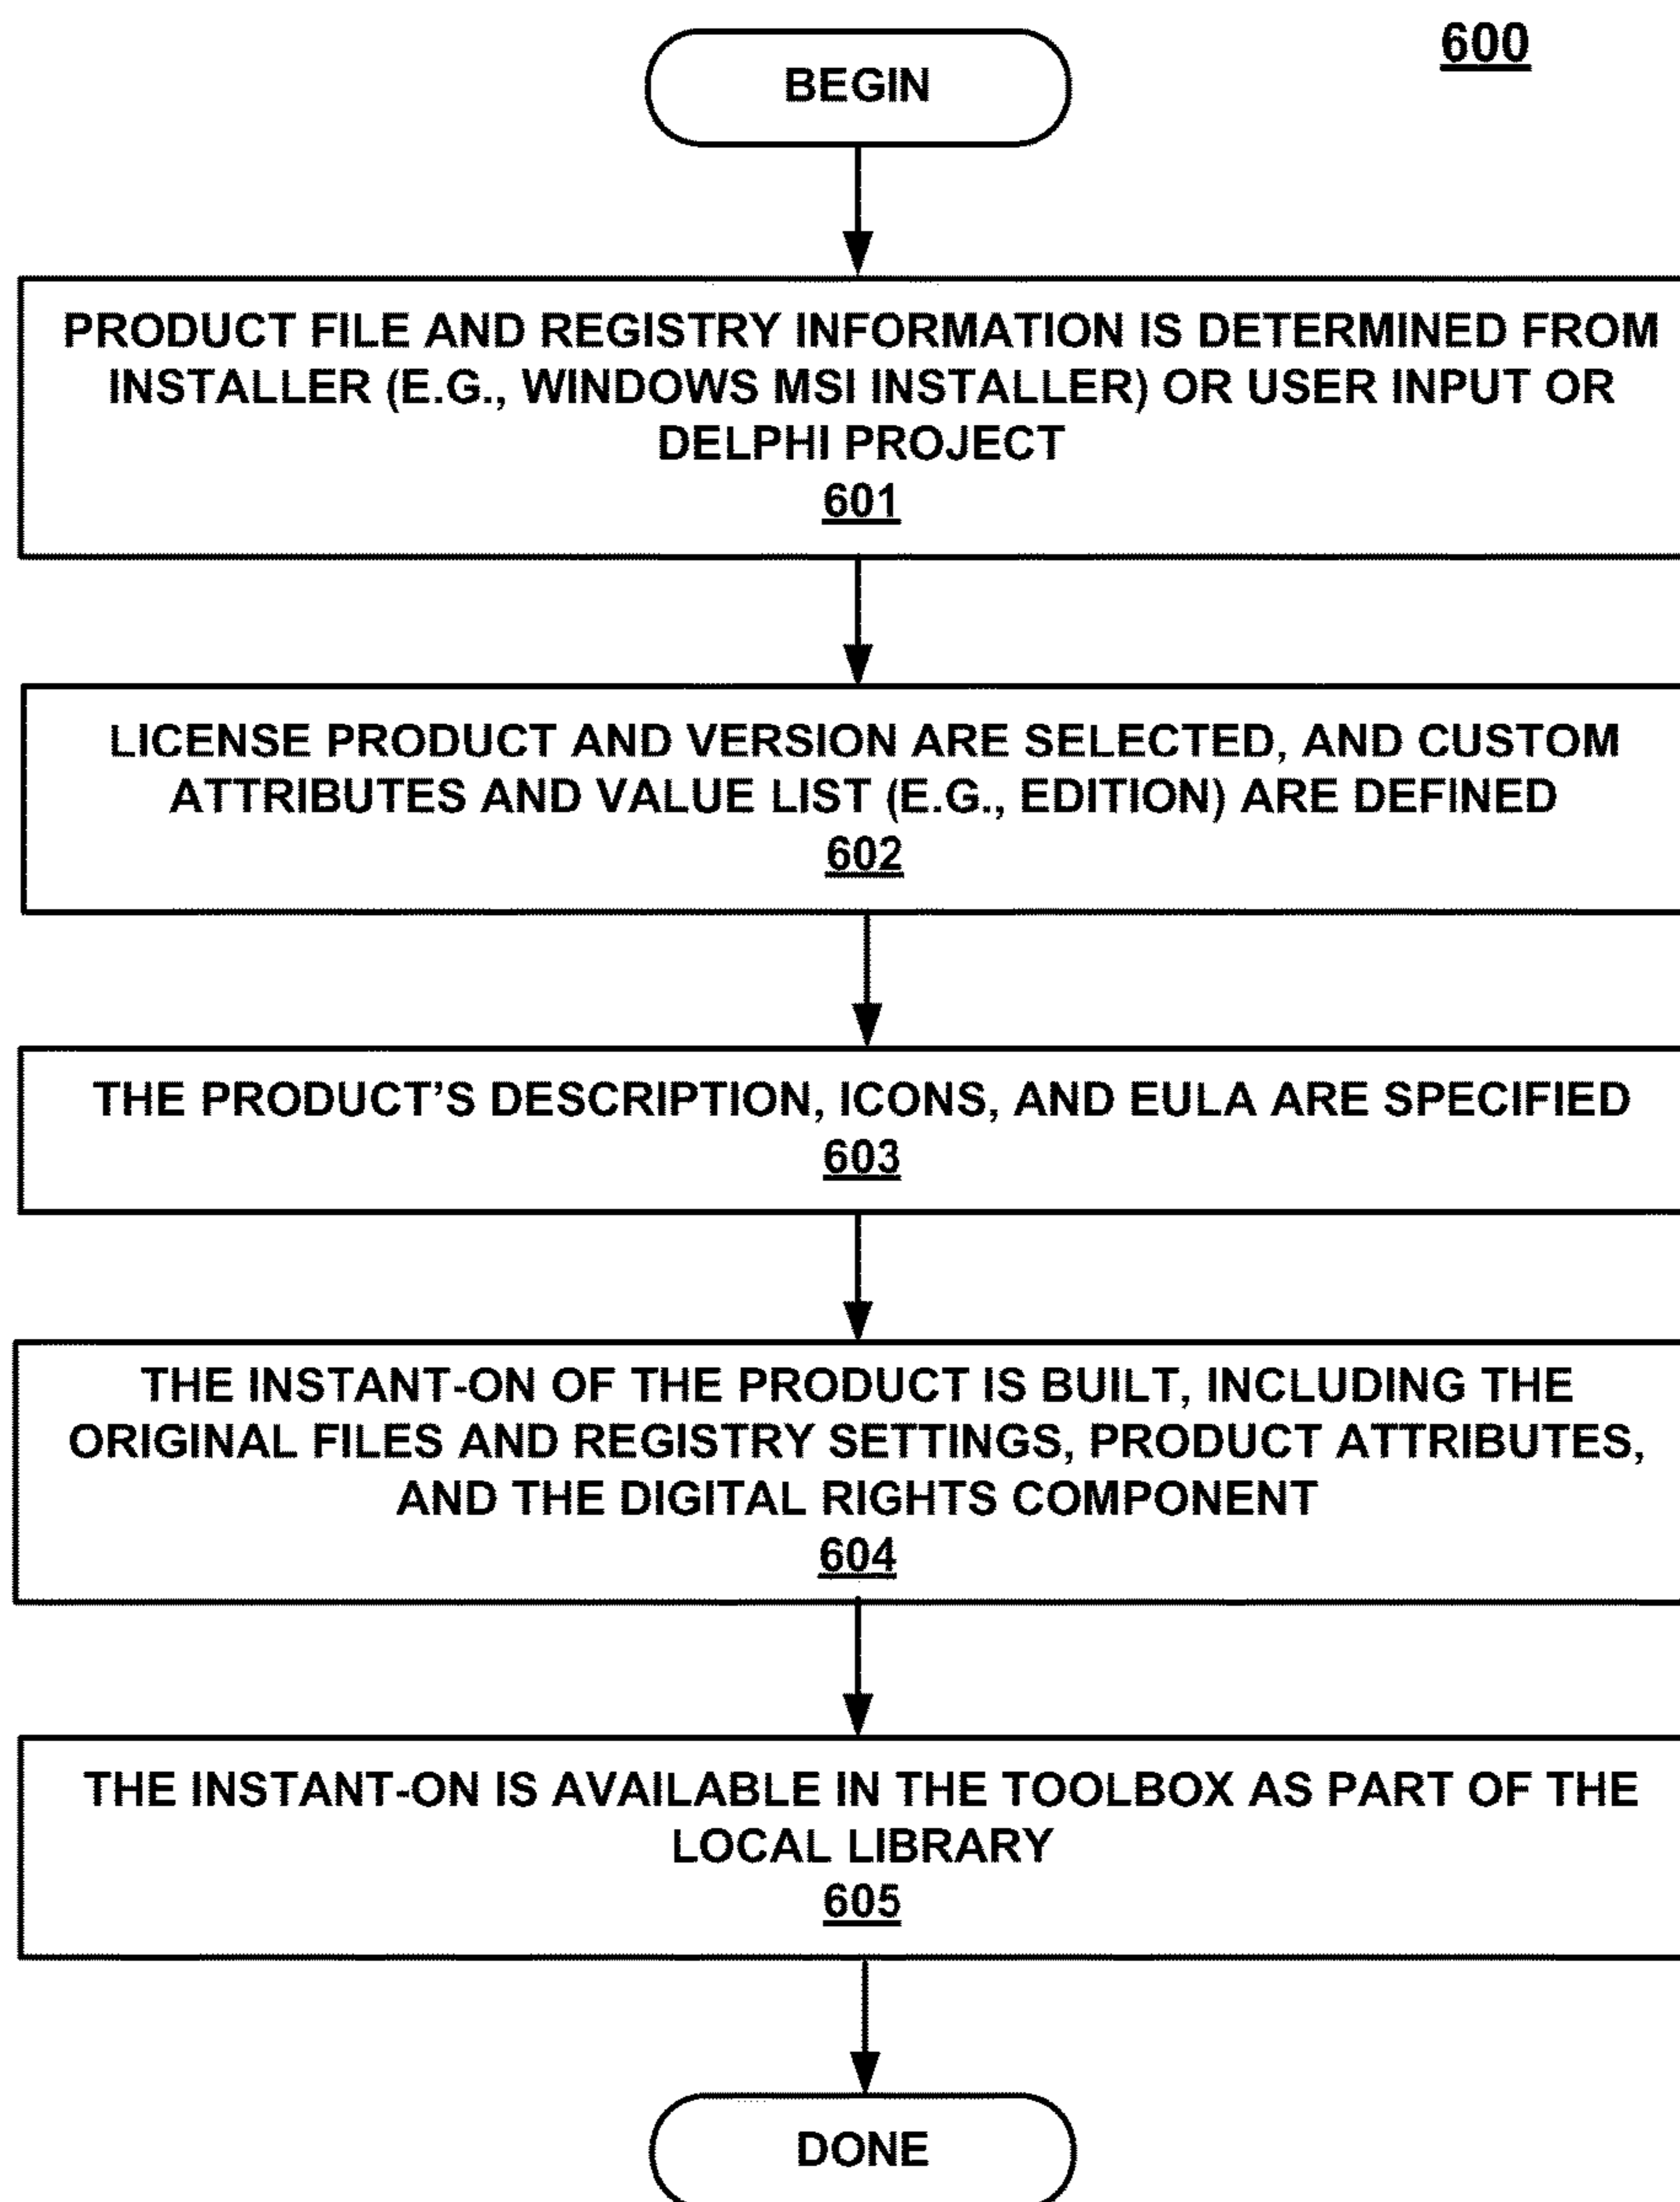 600
BEGIN
PRODUCT FILE AND REGISTRY INFORMATION IS DETERMINED FROM
INSTALLER (E.G., WINDOWS MSI INSTALLER) OR USER INPUT OR
DELPHI PROJECT
601
LICENSE PRODUCT AND VERSION ARE SELECTED, AND CUSTOM
ATTRIBUTES AND VALUE LIST (E.G., EDITION) ARE DEFINED
602
THE PRODUCT’S DESCRIPTION, ICONS, AND EULA ARE SPECIFIED
603
THE INSTANT-ON OF THE PRODUCT IS BUILT, INCLUDING THE
ORIGINAL FILES AND REGISTRY SETTINGS, PRODUCT ATTRIBUTES,
AND THE DIGITAL RIGHTS COMPONENT
604
THE INSTANT-ON IS AVAILABLE IN THE TOOLBOX AS PART OF THE
LOCAL LIBRARY
605
DONE